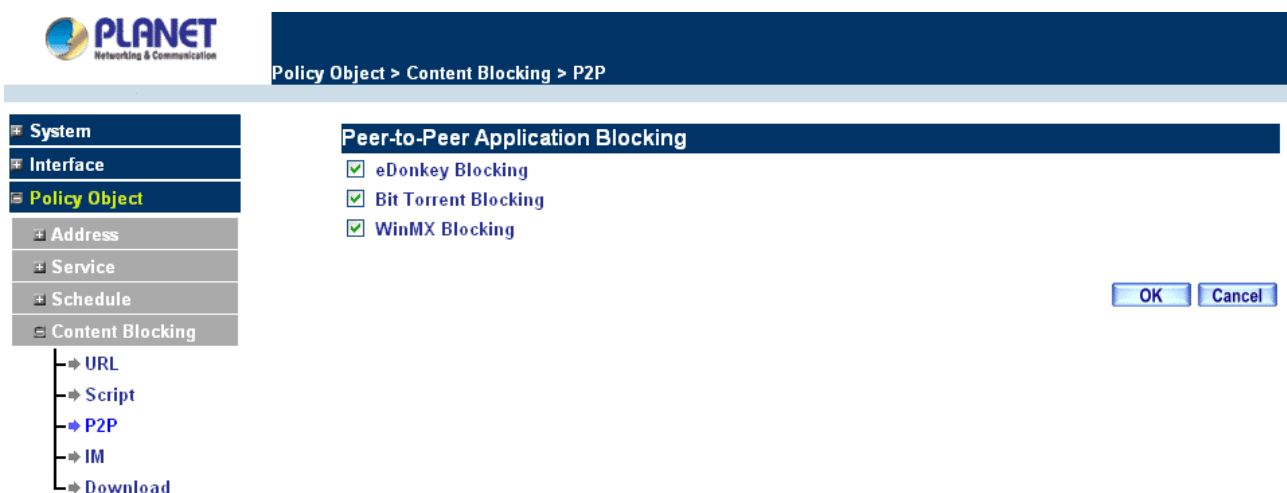 PLANET
Networking & Communication
Policy Object > Content Blocking > P2P
System
Interface
Policy Object
Address
Service
Schedule
Content Blocking
URL
Script
P2P
IM
Download
Peer-to-Peer Application Blocking
eDonkey Blocking
Bit Torrent Blocking
WinMX Blocking
OK Cancel